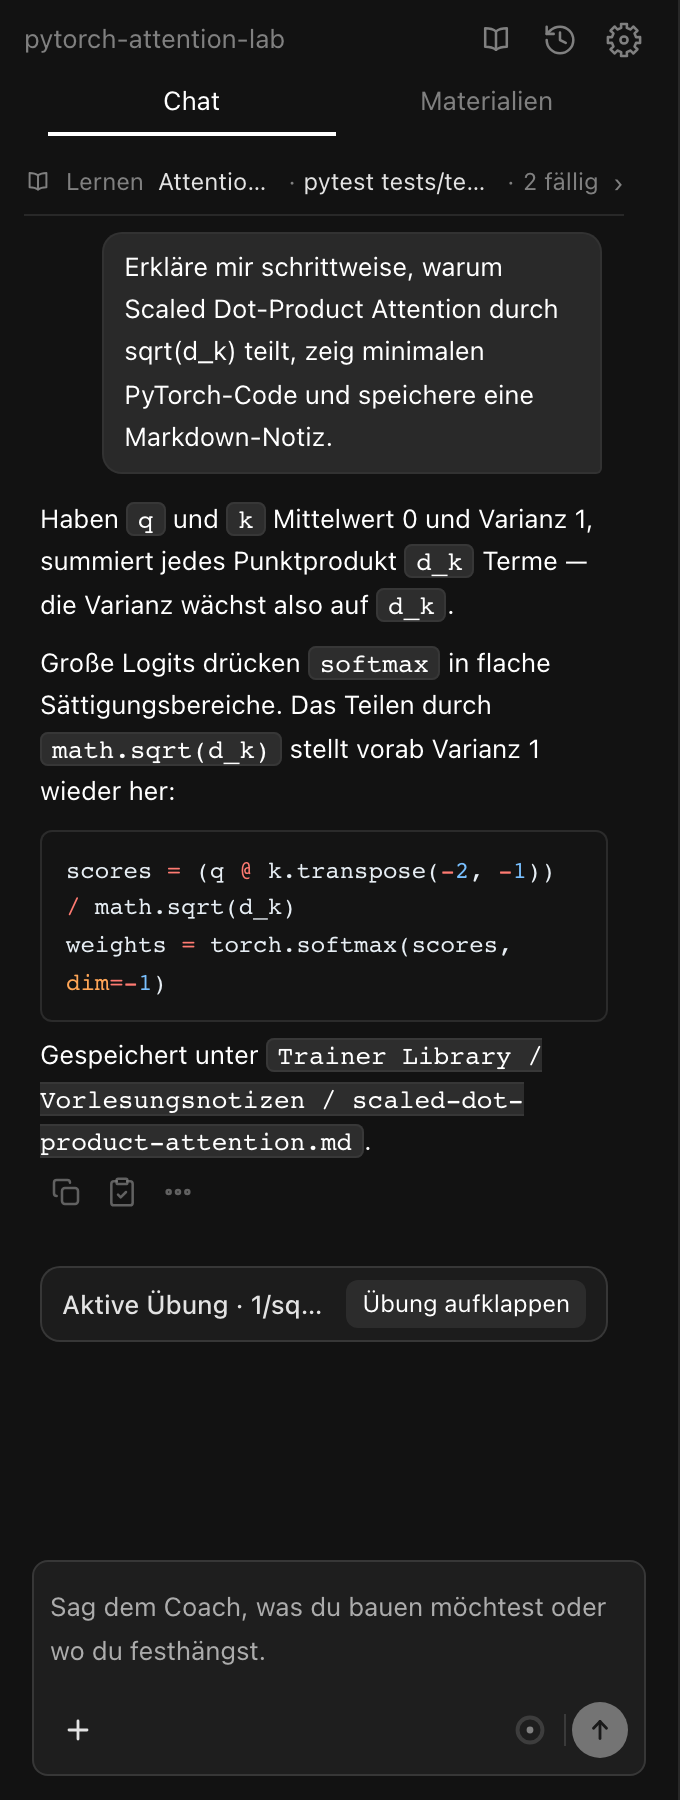 pytorch-attention-lab
Chat
Materialien
Lernen Attentio... · pytest tests/te... · 2 fällig ›
Erkläre mir schrittweise, warum
Scaled Dot-Product Attention durch
sqrt(d_k) teilt, zeig minimalen
PyTorch-Code und speichere eine
Markdown-Notiz.
Haben q und k Mittelwert 0 und Varianz 1,
summiert jedes Punktprodukt d_k Terme —
die Varianz wächst also auf d_k.
Große Logits drücken softmax in flache
Sättigungsbereiche. Das Teilen durch
math.sqrt(d_k) stellt vorab Varianz 1
wieder her:
scores = (q @ k.transpose(-2, -1))
/ math.sqrt(d_k)
weights = torch.softmax(scores,
dim=-1)
Gespeichert unter Trainer Library /
Vorlesungsnotizen / scaled-dot-
product-attention.md.
Aktive Übung · 1/sq... Übung aufklappen
Sag dem Coach, was du bauen möchtest oder
wo du festhängst.